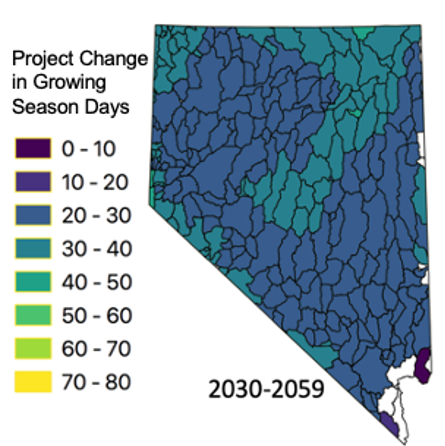 Project Change
in Growing
Season Days
0 - 10
10 - 20
20 - 30
30 - 40
40 - 50
50 - 60
60 - 70
70 - 80
2030-2059